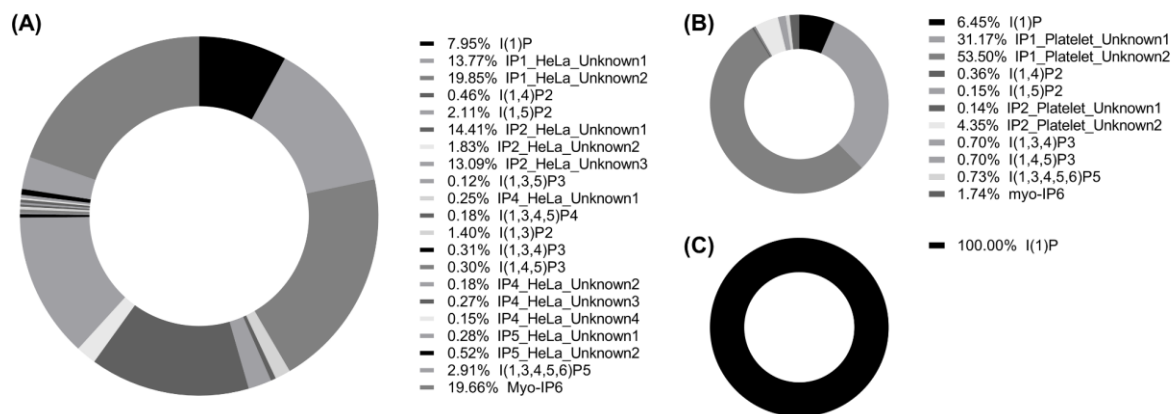 (A)
7.95% I(1)P
13.77% IP1_HeLa_Unknown1
19.85% IP1_HeLa_Unknown2
0.46% I(1,4)P2
2.11% I(1,5)P2
14.41% IP2_HeLa_Unknown1
1.83% IP2_HeLa_Unknown2
13.09% IP2_HeLa_Unknown3
0.12% I(1,3,5)P3
0.25% IP4_HeLa_Unknown1
0.18% I(1,3,4,5)P4
1.40% I(1,3)P2
0.31% I(1,3,4)P3
0.30% I(1,4,5)P3
0.18% IP4_HeLa_Unknown2
0.27% IP4_HeLa_Unknown3
0.15% IP4_HeLa_Unknown4
0.28% IP5_HeLa_Unknown1
0.52% IP5_HeLa_Unknown2
2.91% I(1,3,4,5,6)P5
19.66% Myo-IP6
(B)
6.45% I(1)P
31.17% IP1_Platelet_Unknown1
53.50% IP1_Platelet_Unknown2
0.36% I(1,4)P2
0.15% I(1,5)P2
0.14% IP2_Platelet_Unknown1
4.35% IP2_Platelet_Unknown2
0.70% I(1,3,4)P3
0.70% I(1,4,5)P3
0.73% I(1,3,4,5,6)P5
1.74% myo-IP6
(C)
100.00% I(1)P